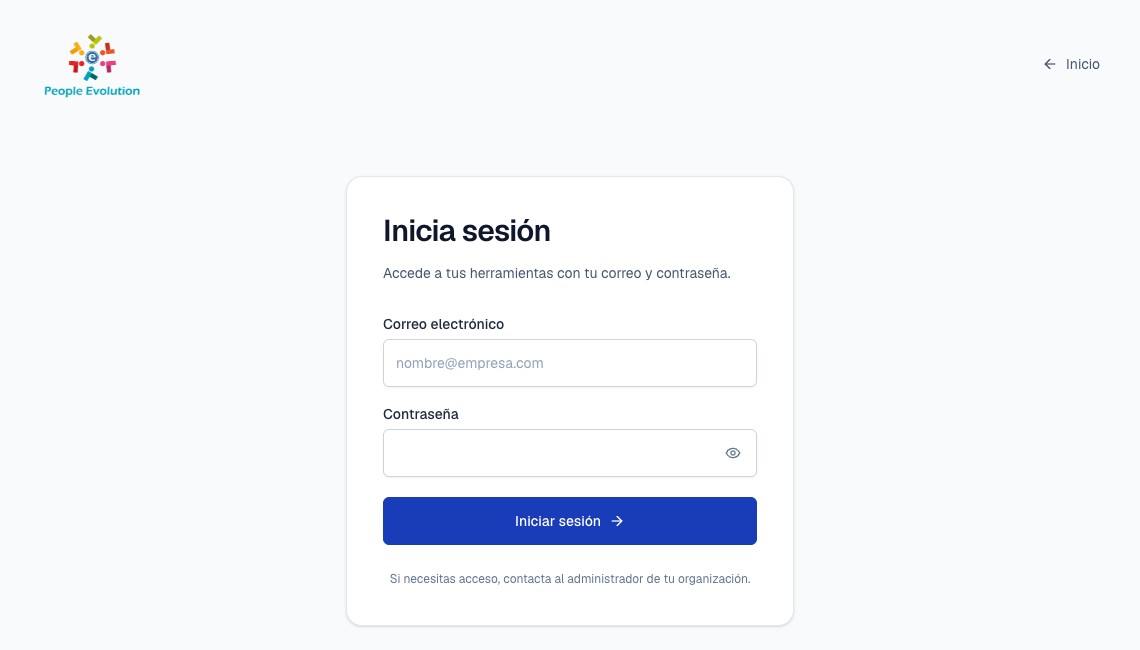 e
People Evolution
Inicio
Inicia sesión
Accede a tus herramientas con tu correo y contraseña.
Correo electrónico
nombre@empresa.com
Contraseña
Iniciar sesión
Si necesitas acceso, contacta al administrador de tu organización.